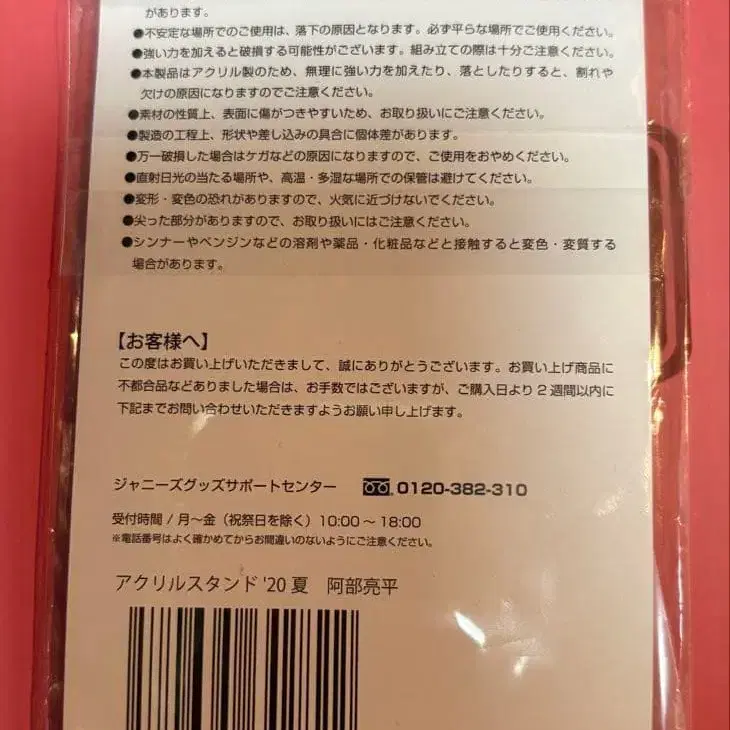 があります。
●不安定な場所でのご使用は、落下の原因となります。必ず平らな場所でご使用ください。
●強い力を加えると破損する可能性がございます。組み立ての際は十分ご注意ください。
●本製品はアクリル製のため、無理に強い力を加えたり、落としたりすると、割れや
欠けの原因になりますのでご注意ください。
●素材の性質上、表面に傷がつきやすいため、お取り扱いにご注意ください。
●製造の工程上、形状や差し込みの具合に個体差があります。
●万一破損した場合はケガなどの原因になりますので、ご使用をおやめください。
●直射日光の当たる場所や、高温・多湿な場所での保管は避けてください。
●変形・変色の恐れがありますので、火気に近づけないでください。
●尖った部分がありますので、お取り扱いにはご注意ください。
●シンナーやベンジンなどの溶剤や薬品・化粧品などと接触すると変色・変質する
場合があります。
【お客様へ】
この度はお買い上げいただきまして、誠にありがとうございます。お買い上げ商品に
不都合品などありました場合は、お手数ではございますが、ご購入日より2週間以内に
下記までお問い合わせいただきますようお願い申し上げます。
ジャニーズグッズサポートセンター 0120-382-310
受付時間 / 月〜金（祝祭日を除く）10:00 〜 18:00
※電話番号はよく確かめてからお間違いのないようにご注意ください。
アクリルスタンド '20 夏 阿部亮平